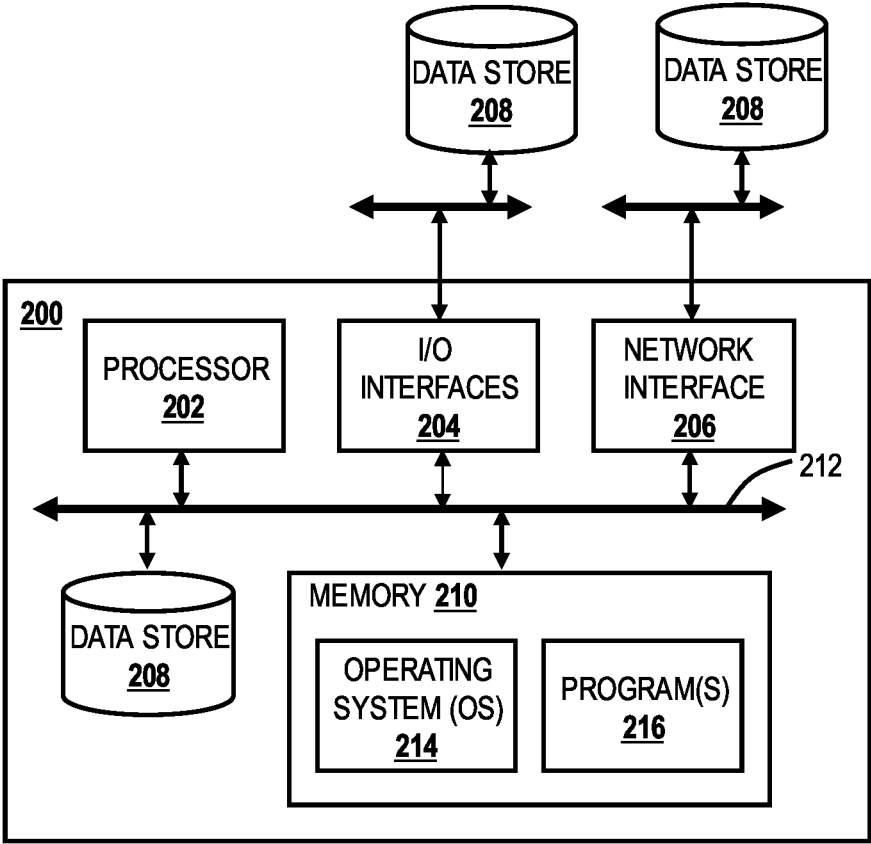 DATA STORE
208
DATA STORE
208
200
PROCESSOR
202
I/O
INTERFACES
204
NETWORK
INTERFACE
206
212
DATA STORE
208
MEMORY 210
OPERATING
SYSTEM (OS)
214
PROGRAM(S)
216